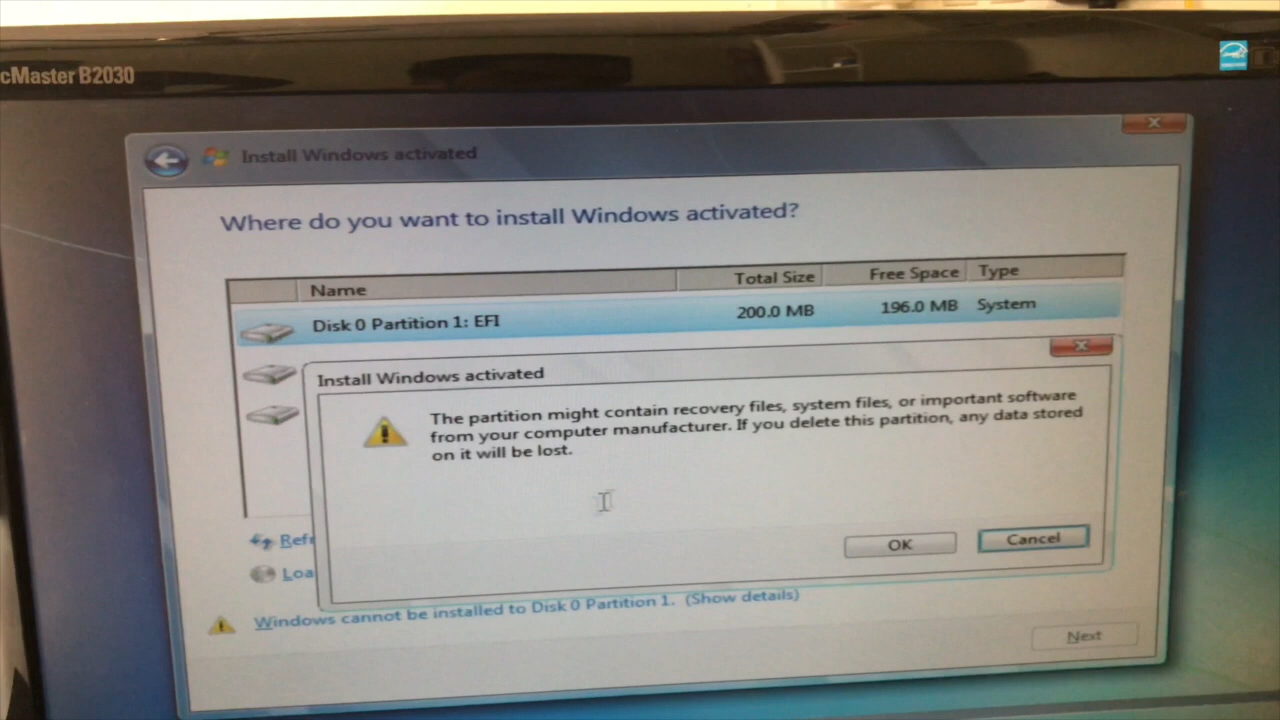 cMaster B2030
Install Windows activated
Where do you want to install Windows activated?
Name Total Size Free Space Type
Disk 0 Partition 1: EFI 200.0 MB 196.0 MB System
Install Windows activated
The partition might contain recovery files, system files, or important software
from your computer manufacturer. If you delete this partition, any data stored
on it will be lost.
OK Cancel
Refr
Loa
Windows cannot be installed to Disk 0 Partition 1. (Show details)
Next